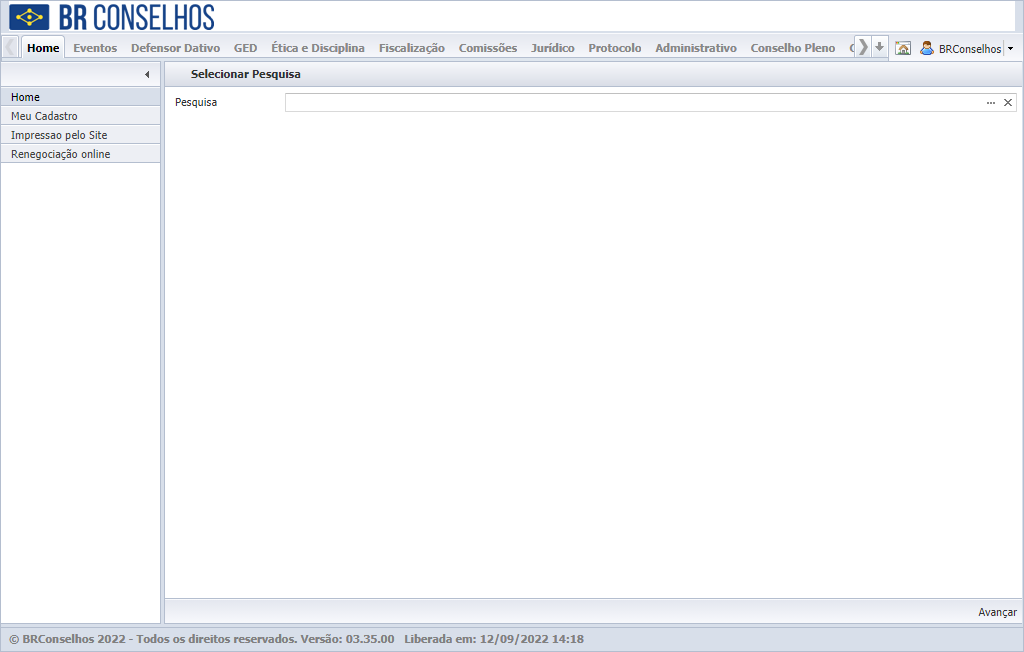 BR CONSELHOS
Home Eventos Defensor Dativo GED Ética e Disciplina Fiscalização Comissões Jurídico Protocolo Administrativo Conselho Pleno BRConselhos
Selecionar Pesquisa
Home
Pesquisa
Meu Cadastro
Impressao pelo Site
Renegociação online
Avançar
© BRConselhos 2022 - Todos os direitos reservados. Versão: 03.35.00 Liberada em: 12/09/2022 14:18